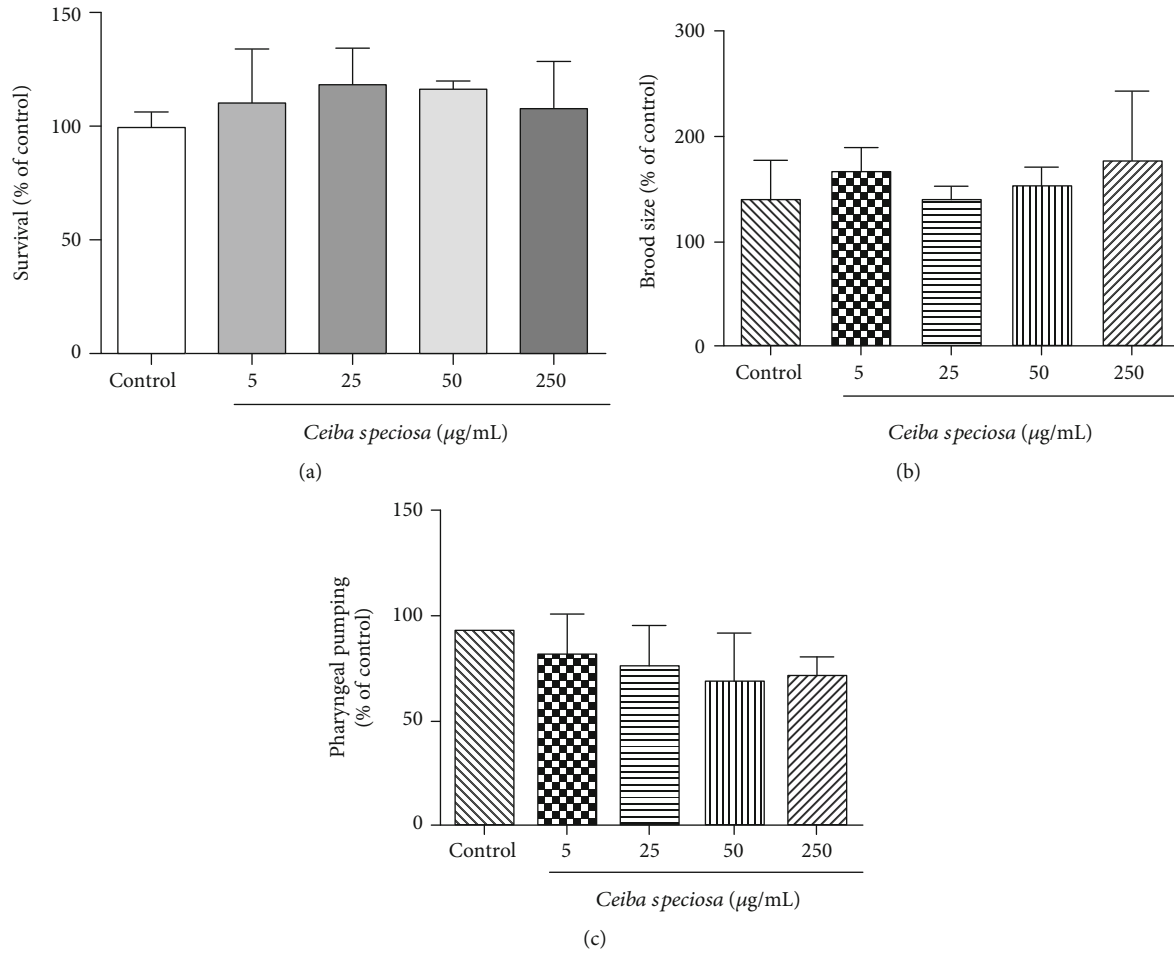 150
100
50
0
Survival (% of control)
Control 5 25 50 250
Ceiba speciosa (μg/mL)
(a)
300
200
100
0
Brood size (% of control)
Control 5 25 50 250
Ceiba speciosa (μg/mL)
(b)
150
100
50
0
Pharyngeal pumping
(% of control)
Control 5 25 50 250
Ceiba speciosa (μg/mL)
(c)